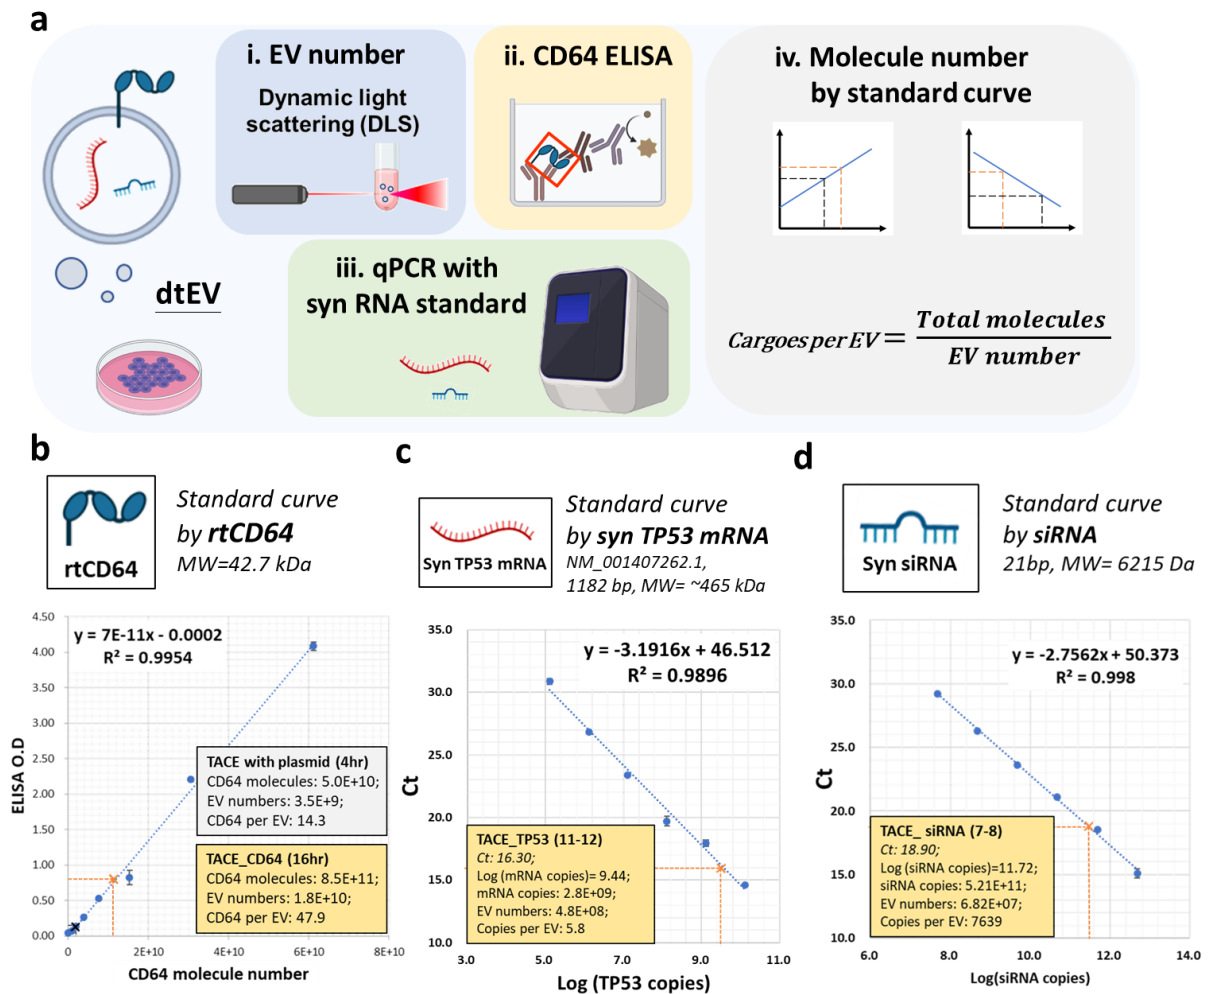 a
i. EV number
Dynamic light
scattering (DLS)
ii. CD64 ELISA
iv. Molecule number
by standard curve
iii. qPCR with
syn RNA standard
dtEV
Cargoes per EV = Total molecules
EV number
b
rtCD64
Standard curve
by rtCD64
MW=42.7 kDa
4.50
4.00
3.50
3.00
2.50
2.00
1.50
1.00
0.50
0.00
ELISA O.D
y = 7E-11x - 0.0002
R² = 0.9954
TACE with plasmid (4hr)
CD64 molecules: 5.0E+10;
EV numbers: 3.5E+9;
CD64 per EV: 14.3
TACE_CD64 (16hr)
CD64 molecules: 8.5E+11;
EV numbers: 1.8E+10;
CD64 per EV: 47.9
0 2E+10 4E+10 6E+10 8E+10
CD64 molecule number
c
Syn TP53 mRNA
Standard curve
by syn TP53 mRNA
NM_001407262.1,
1182 bp, MW= ~465 kDa
35.0
30.0
25.0
20.0
15.0
10.0
Ct
y = -3.1916x + 46.512
R² = 0.9896
TACE_TP53 (11-12)
Ct: 16.30;
Log (mRNA copies)= 9.44;
mRNA copies: 2.8E+09;
EV numbers: 4.8E+08;
Copies per EV: 5.8
3.0 5.0 7.0 9.0 11.0
Log (TP53 copies)
d
Syn siRNA
Standard curve
by siRNA
21bp, MW= 6215 Da
35.0
30.0
25.0
20.0
15.0
10.0
Ct
y = -2.7562x + 50.373
R² = 0.998
TACE_ siRNA (7-8)
Ct: 18.90;
Log (siRNA copies)=11.72;
siRNA copies: 5.21E+11;
EV numbers: 6.82E+07;
Copies per EV: 7639
6.0 8.0 10.0 12.0 14.0
Log(siRNA copies)